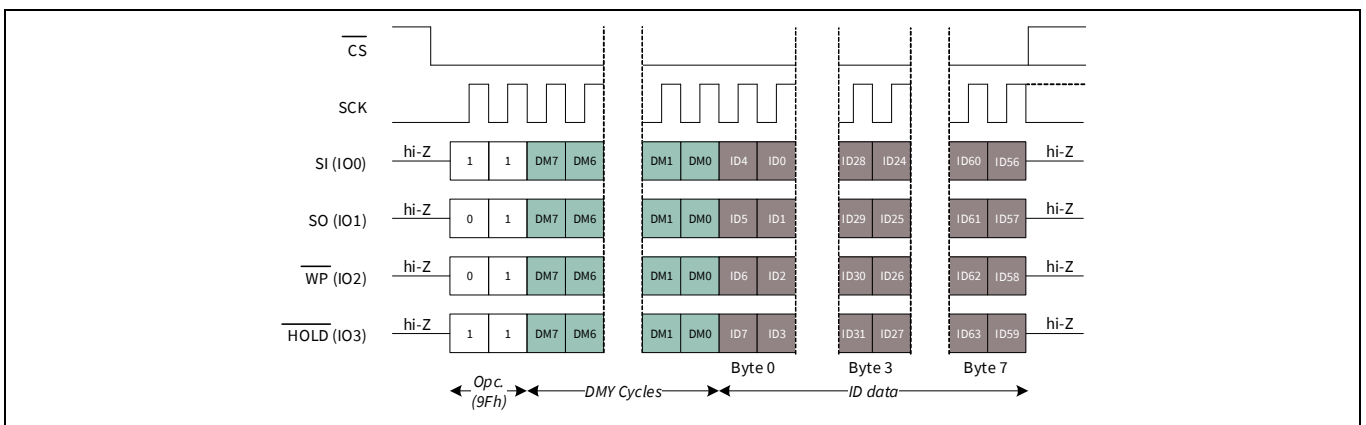 CS
SCK
SI (IO0) hi-Z 1 1 DM7 DM6 DM1 DM0 ID4 ID0 ID28 ID24 ID60 ID56 hi-Z
SO (IO1) hi-Z 0 1 DM7 DM6 DM1 DM0 ID5 ID1 ID29 ID25 ID61 ID57 hi-Z
WP (IO2) hi-Z 0 1 DM7 DM6 DM1 DM0 ID6 ID2 ID30 ID26 ID62 ID58 hi-Z
HOLD (IO3) hi-Z 1 1 DM7 DM6 DM1 DM0 ID7 ID3 ID31 ID27 ID63 ID59 hi-Z
Byte 0 Byte 3 Byte 7
Opc. (9Fh) DMY Cycles ID data